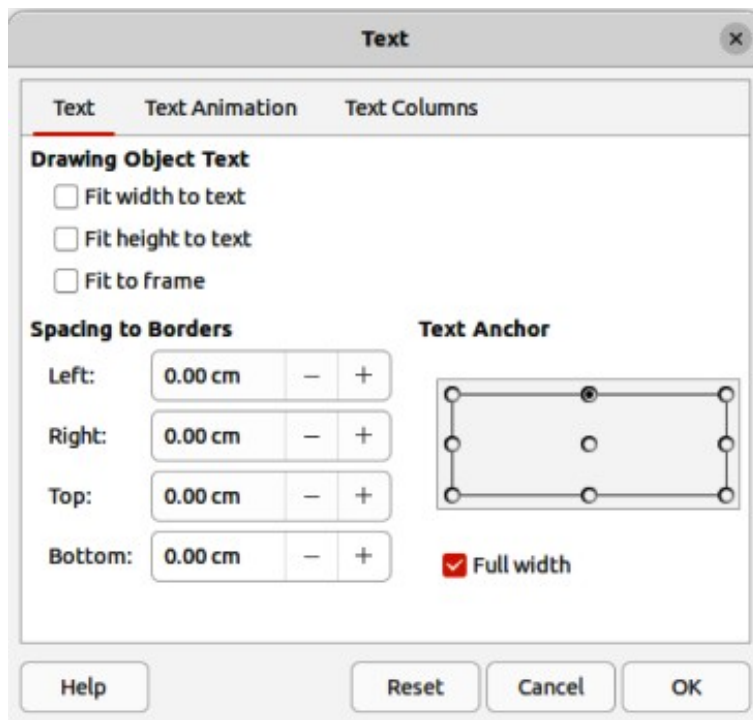 Text
Text Text Animation Text Columns
Drawing Object Text
Fit width to text
Fit height to text
Fit to frame
Spacing to Borders Text Anchor
Left: 0.00 cm − +
Right: 0.00 cm − +
Top: 0.00 cm − +
Bottom: 0.00 cm − +
Full width
Help Reset Cancel OK